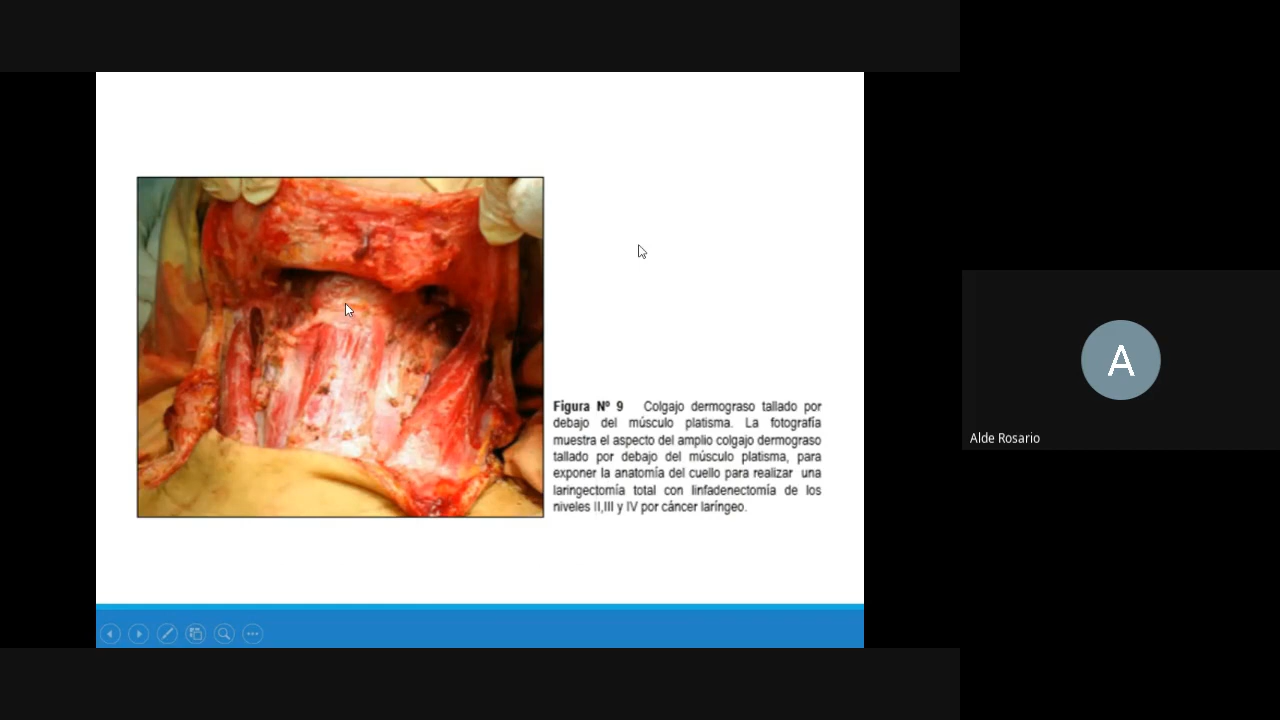 Figura Nº 9 Colgajo dermograso tallado por
debajo del músculo platisma. La fotografía
muestra el aspecto del amplio colgajo dermograso
tallado por debajo del músculo platisma, para
exponer la anatomía del cuello para realizar una
laringectomía total con linfadenectomía de los
niveles II,III y IV por cáncer laríngeo.
A
Alde Rosario